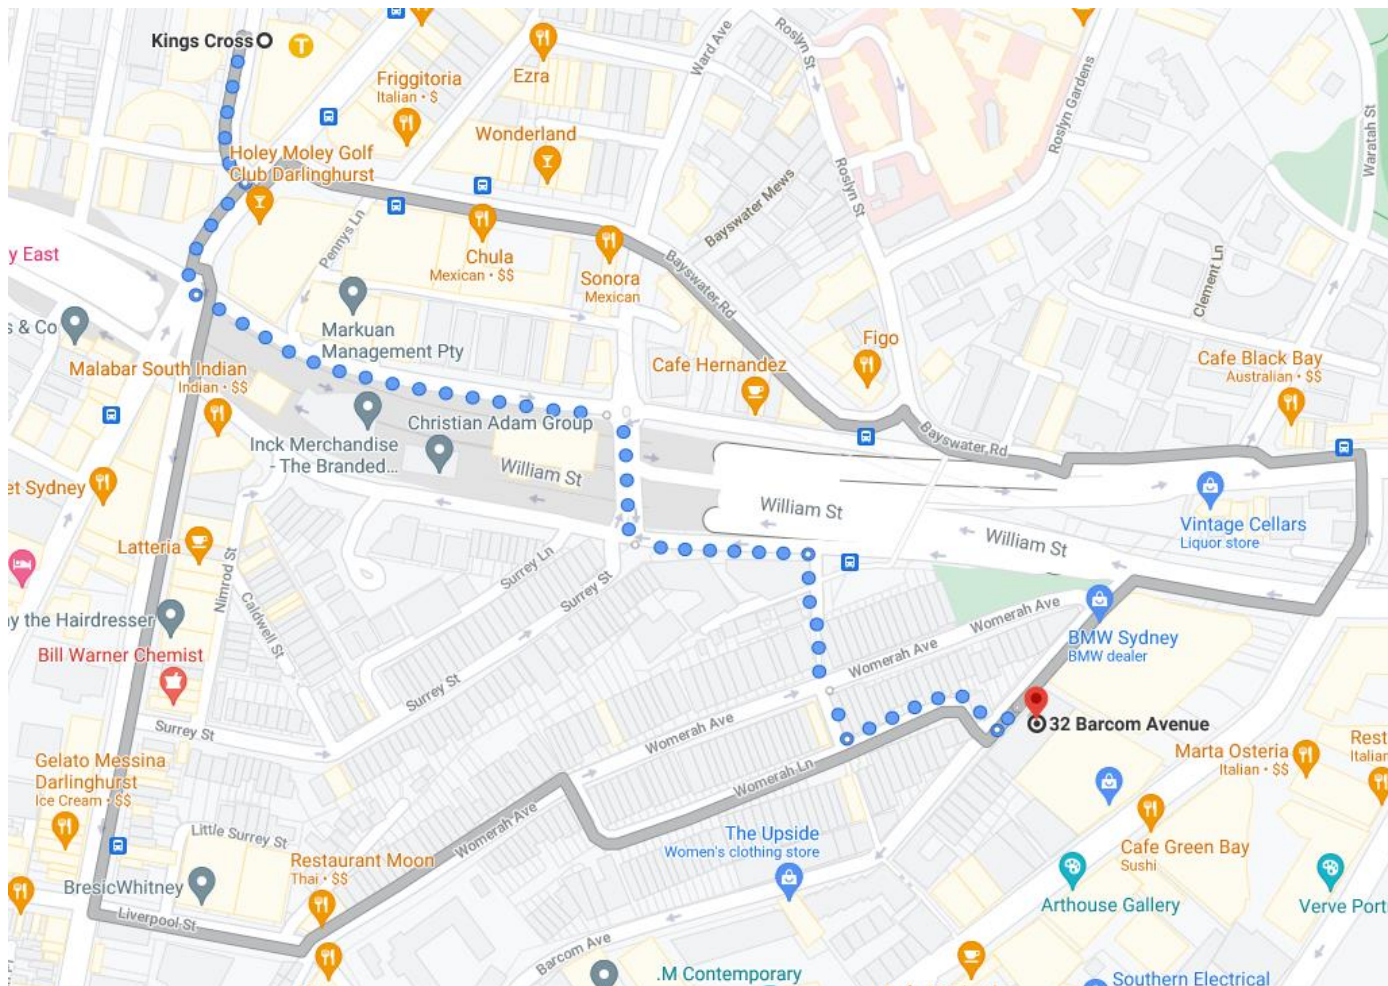 Kings Cross
T
Ezra
Friggitoria
Italian • $
Wonderland
Holey Moley Golf
Club Darlinghurst
Ward Ave
Roslyn St
Roslyn Gardens
Waratah St
Roslyn St
Bayswater Mews
Pennys Ln
y East
Chula
Mexican • $$
Sonora
Mexican
Bayswater Rd
Clement Ln
s & Co
Markuan
Management Pty
Figo
Cafe Hernandez
Cafe Black Bay
Australian • $$
Malabar South Indian
Indian • $$
Christian Adam Group
Inck Merchandise
- The Branded...
William St
Bayswater Rd
et Sydney
William St
William St
Vintage Cellars
Liquor store
Latteria
Nimrod St
Surrey Ln
Surrey St
Caldwell St
Womerah Ave
y the Hairdresser
BMW Sydney
BMW dealer
Bill Warner Chemist
Womerah Ave
Surrey St
Womerah Ave
32 Barcom Avenue
Surrey St
Gelato Messina
Darlinghurst
Ice Cream • $$
Womerah Ln
Marta Osteria
Italian • $$
Rest
Italian
Little Surrey St
Womerah Ave
The Upside
Women's clothing store
Cafe Green Bay
Sushi
Restaurant Moon
Thai • $$
BresicWhitney
Arthouse Gallery
Verve Port
Liverpool St
Barcom Ave
.M Contemporary
Southern Electrical